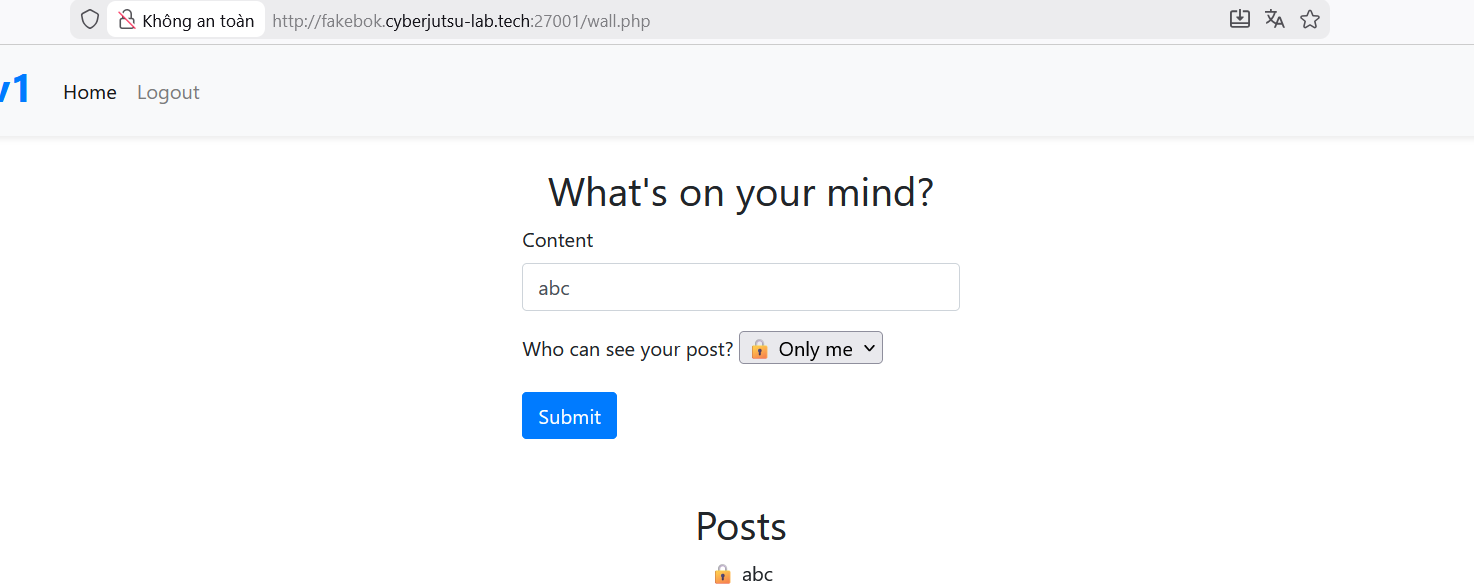 Không an toàn http://fakebok.cyberjutsu-lab.tech:27001/wall.php
v1 Home Logout
What's on your mind?
Content
abc
Who can see your post? 🔒 Only me
Submit
Posts
🔒 abc